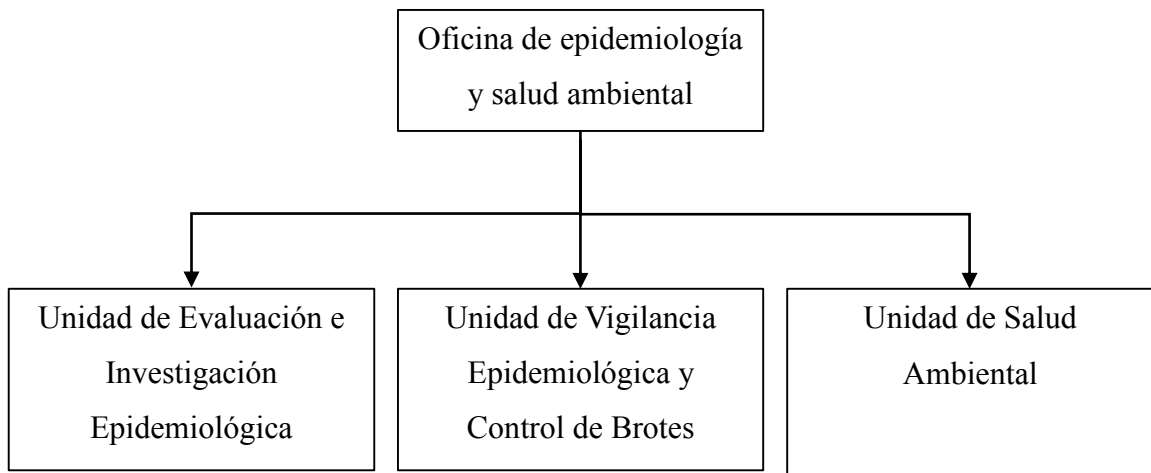 Oficina de epidemiología
y salud ambiental
Unidad de Evaluación e
Investigación
Epidemiológica
Unidad de Vigilancia
Epidemiológica y
Control de Brotes
Unidad de Salud
Ambiental